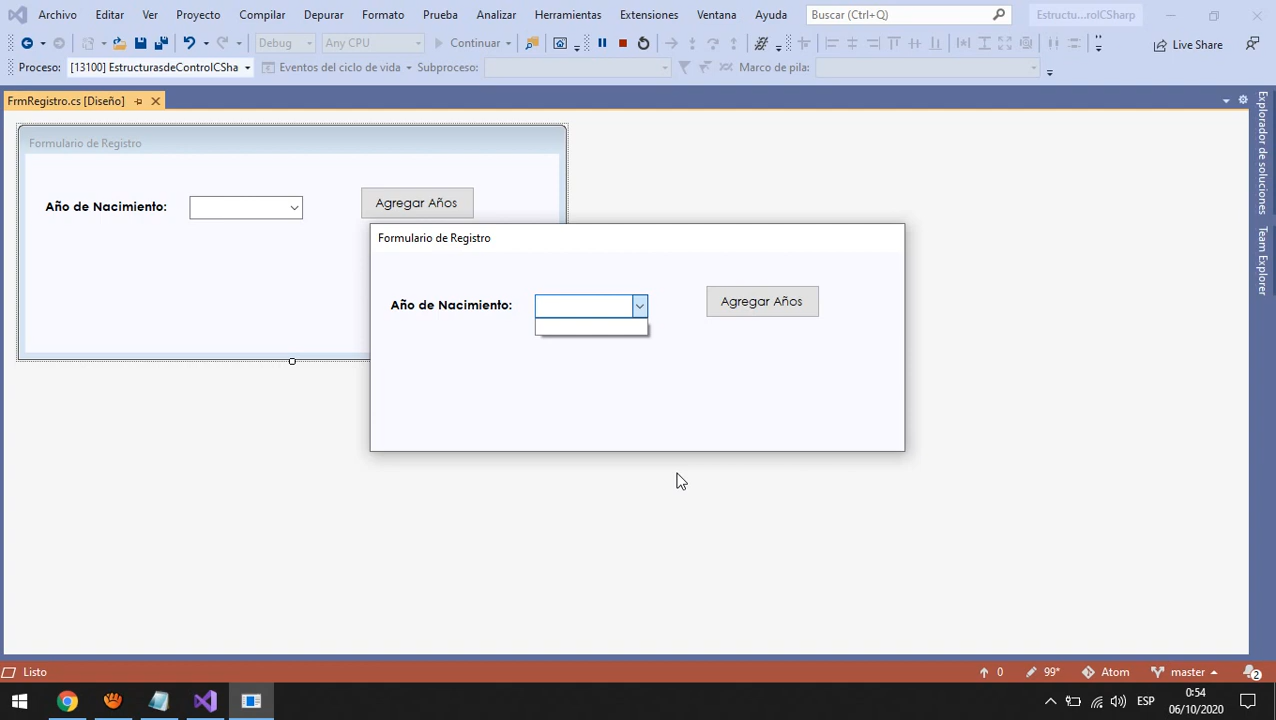 Archivo Editar Ver Proyecto Compilar Depurar Formato Prueba Analizar Herramientas Extensiones Ventana Ayuda Buscar (Ctrl+Q) Estructu...rolCSharp
Debug Any CPU Continuar Live Share
Proceso: [13100] EstructurasdeControlCSha Eventos del ciclo de vida Subproceso: Marco de pila:
FrmRegistro.cs [Diseño]
Formulario de Registro
Año de Nacimiento: Agregar Años
Formulario de Registro
Año de Nacimiento: Agregar Años
Explorador de soluciones
Team Explorer
Listo 0 99* Atom master 2
ESP 0:54
06/10/2020